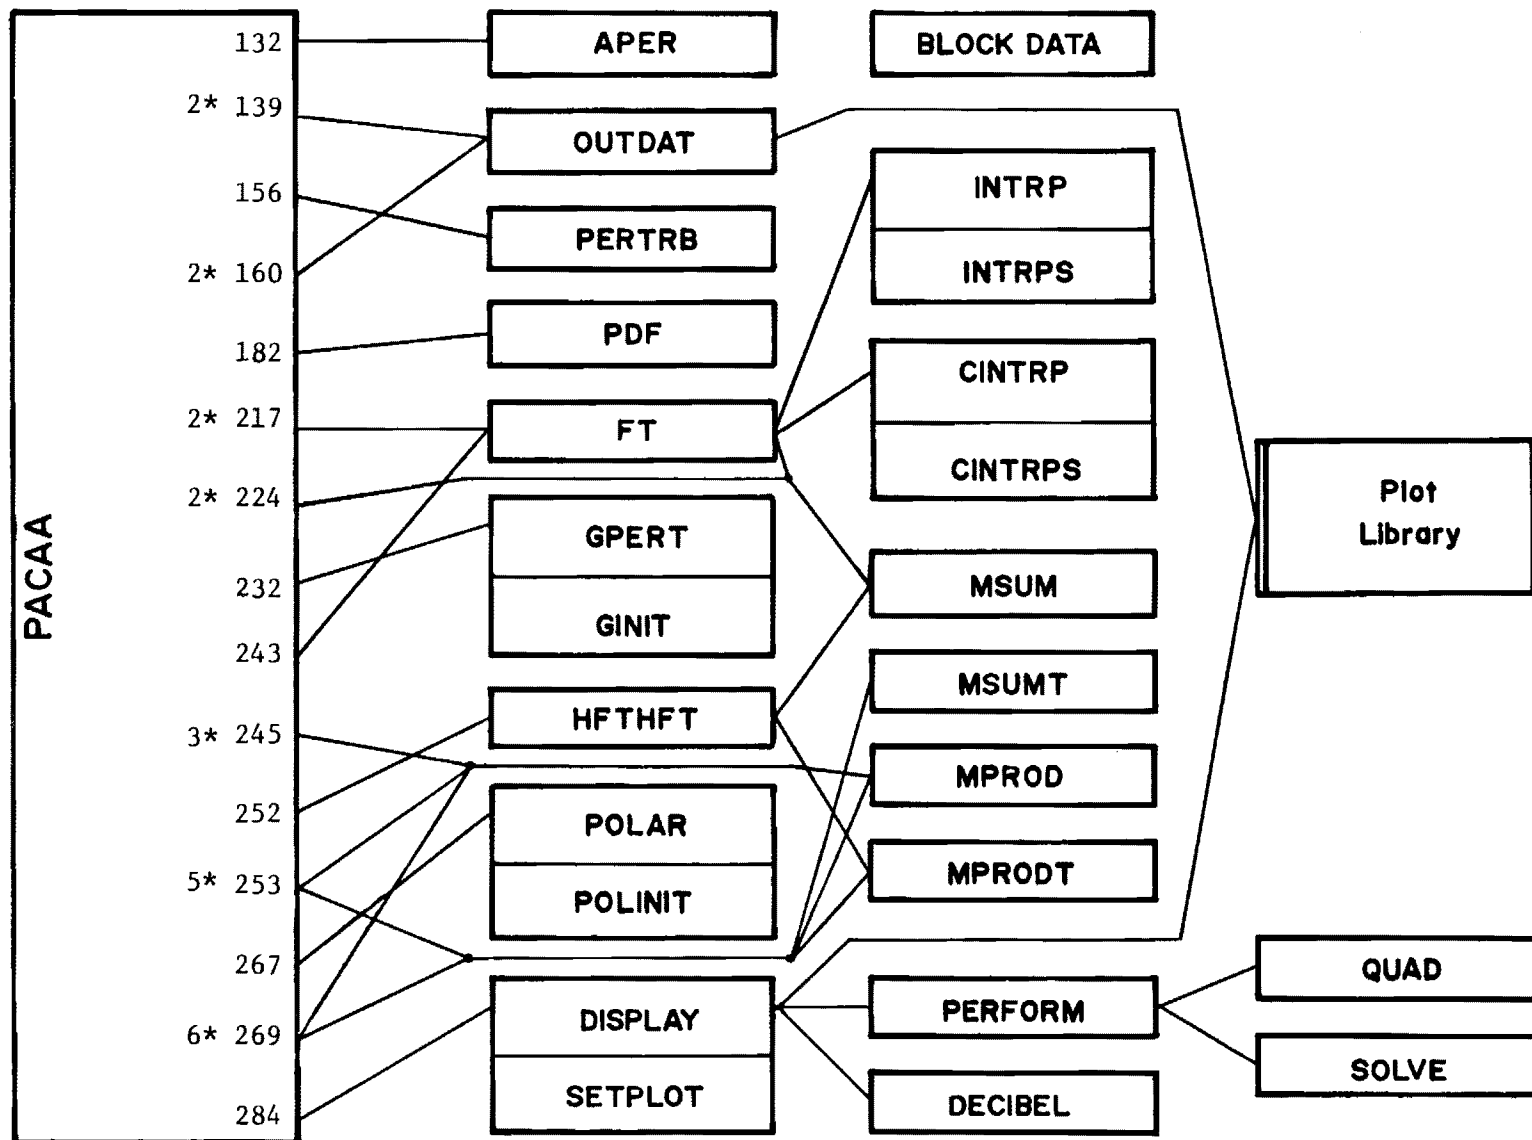 PACAA
132
2* 139
156
2* 160
182
2* 217
2* 224
232
243
3* 245
252
5* 253
267
6* 269
284
APER
OUTDAT
PERTRB
PDF
FT
GPERT
GINIT
HFTHFT
POLAR
POLINIT
DISPLAY
SETPLOT
BLOCK DATA
INTRP
INTRPS
CINTRP
CINTRPS
MSUM
MSUMT
MPROD
MPRODT
PERFORM
DECIBEL
Plot
Library
QUAD
SOLVE